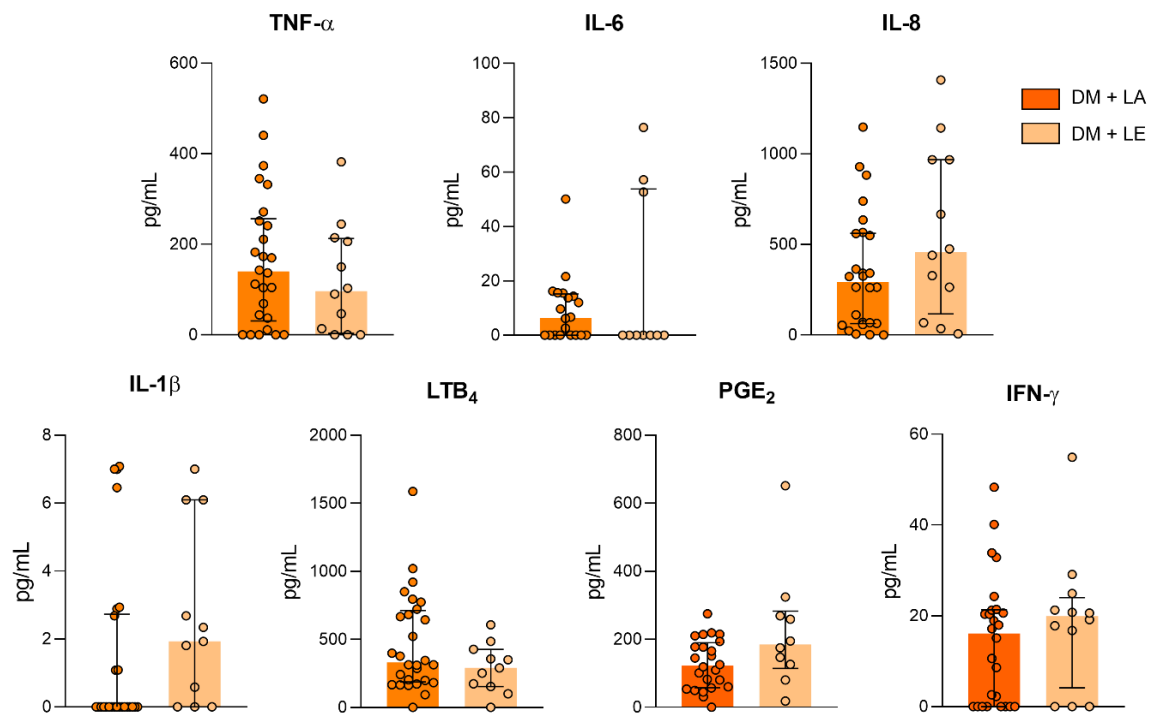 TNF-α
IL-6
IL-8
600
400
200
0
pg/mL
100
80
60
40
20
0
pg/mL
1500
1000
500
0
pg/mL
DM + LA
DM + LE
IL-1β
LTB₄
PGE₂
IFN-γ
8
6
4
2
0
pg/mL
2000
1500
1000
500
0
pg/mL
800
600
400
200
0
pg/mL
60
40
20
0
pg/mL